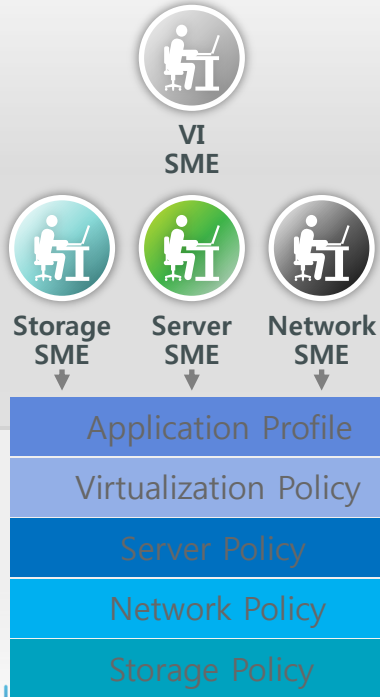 VI
SME
Storage
SME
Server
SME
Network
SME
Application Profile
Virtualization Policy
Server Policy
Network Policy
Storage Policy